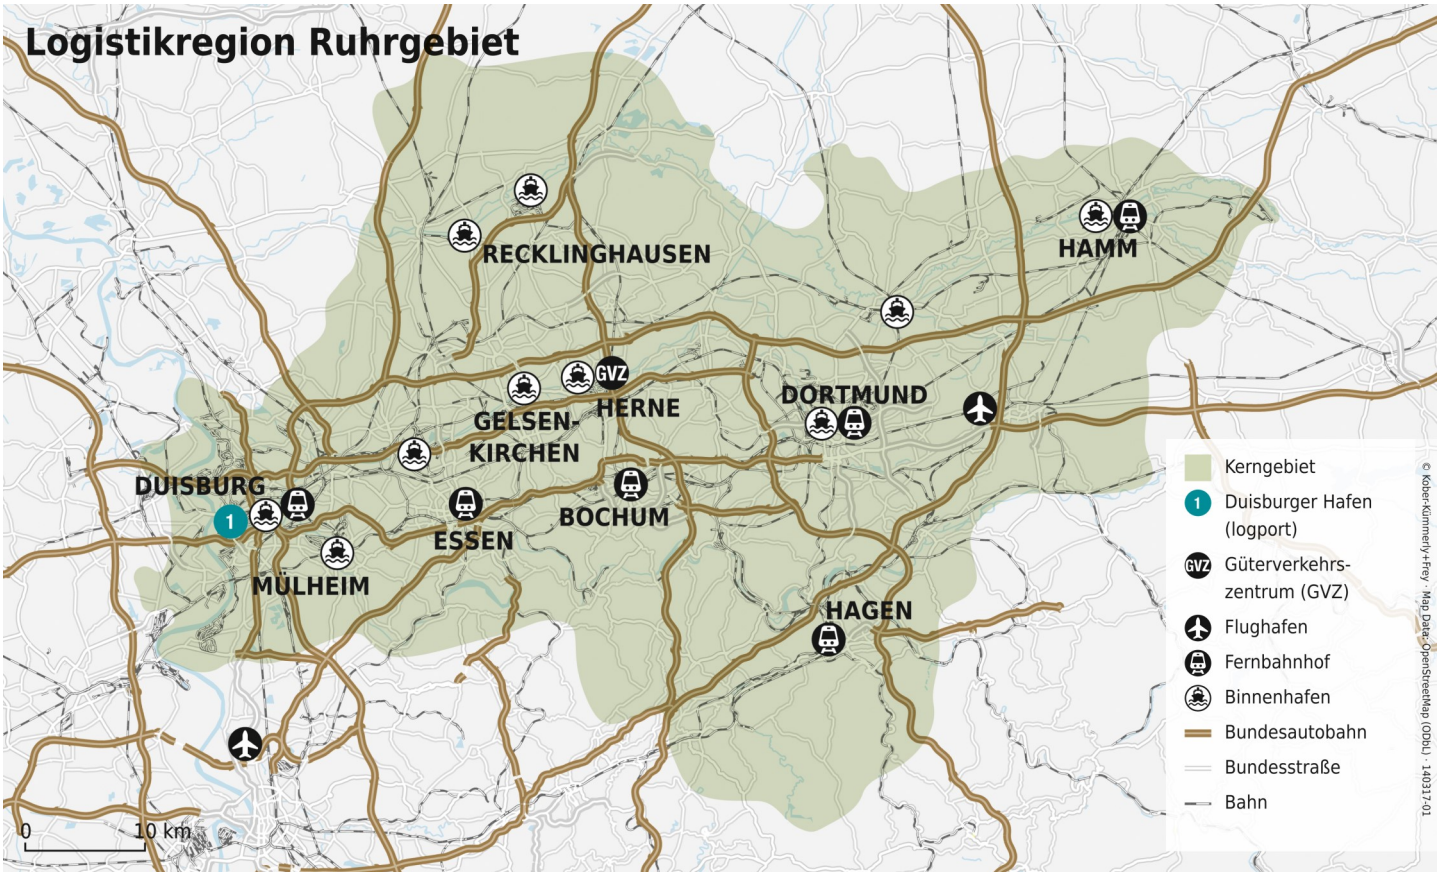 Logistikregion Ruhrgebiet
RECKLINGHAUSEN
HAMM
GVZ
HERNE
GELSEN-
KIRCHEN
DORTMUND
DUISBURG
1
BOCHUM
ESSEN
MÜLHEIM
HAGEN
0 10 km
Kerngebiet
1 Duisburger Hafen
(logport)
GVZ Güterverkehrs-
zentrum (GVZ)
Flughafen
Fernbahnhof
Binnenhafen
Bundesautobahn
Bundesstraße
Bahn
© Kober-Kümmerly+Frey · Map Data: OpenStreetMap (ODbL) · 140317-01